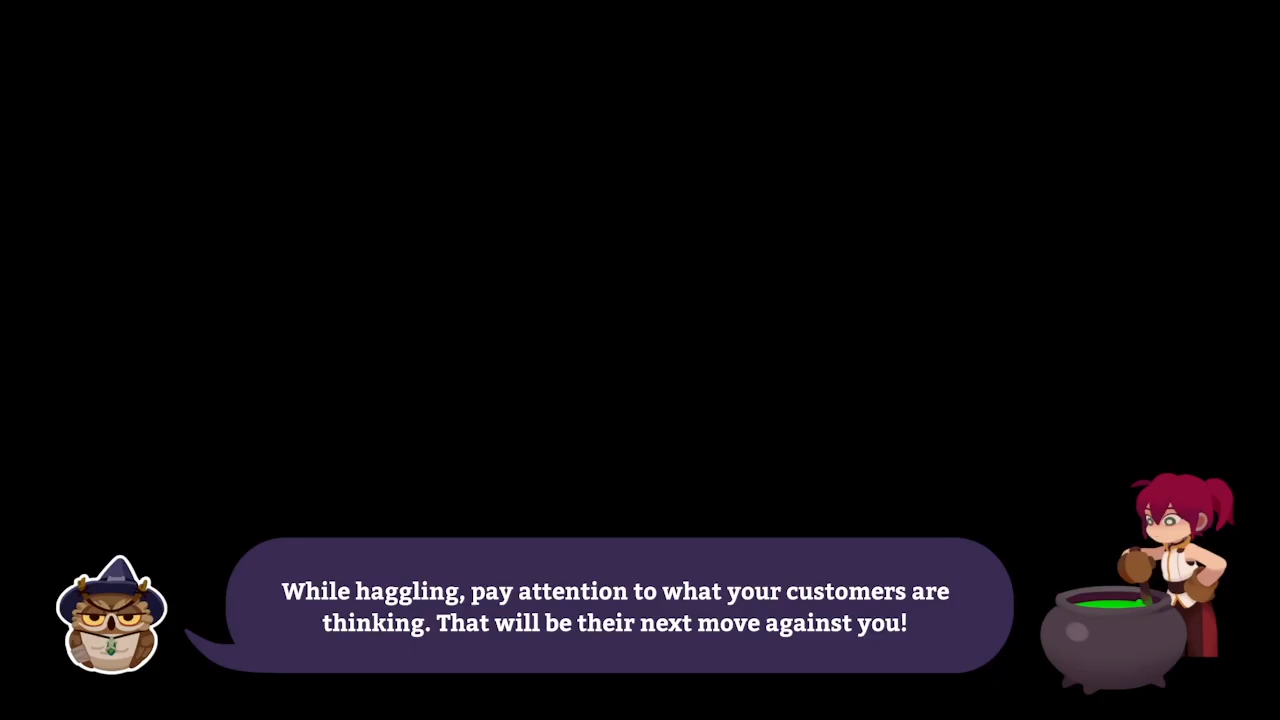 While haggling, pay attention to what your customers are
thinking. That will be their next move against you!